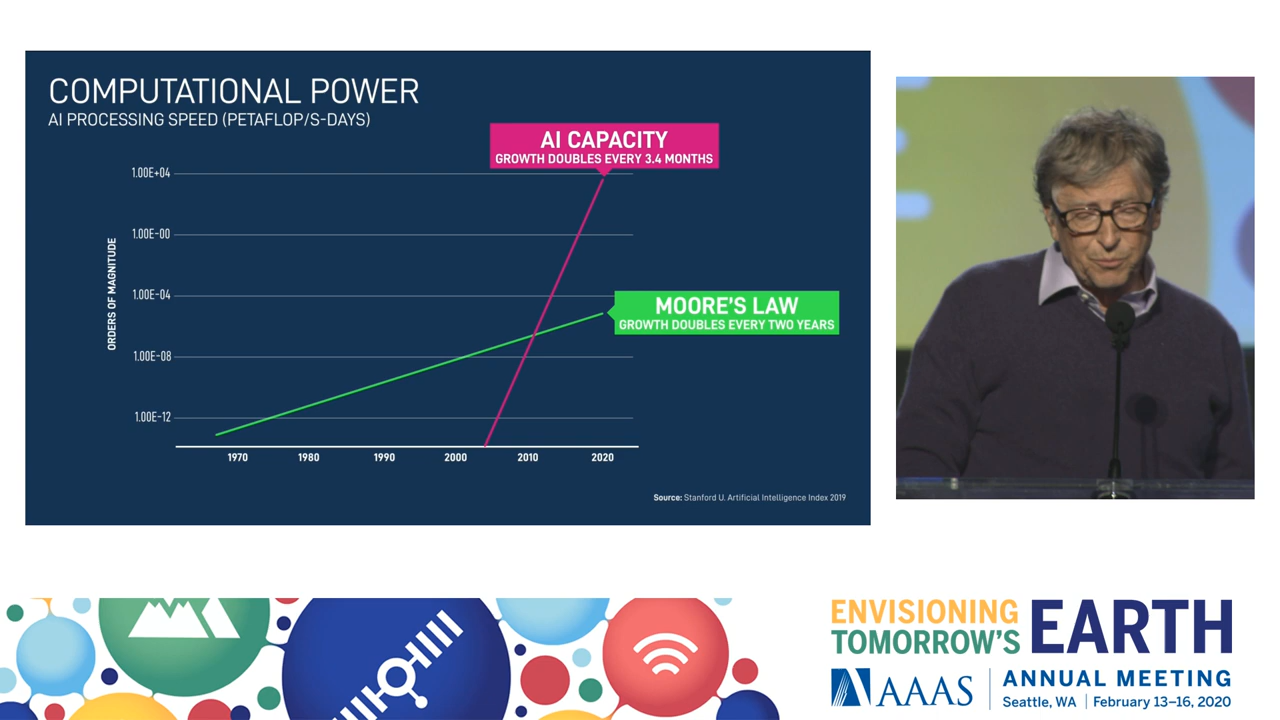 COMPUTATIONAL POWER
AI PROCESSING SPEED (PETAFLOP/S-DAYS)
AI CAPACITY
GROWTH DOUBLES EVERY 3.4 MONTHS
1.00E+04
1.00E-00
1.00E-04
1.00E-08
1.00E-12
ORDERS OF MAGNITUDE
MOORE'S LAW
GROWTH DOUBLES EVERY TWO YEARS
1970 1980 1990 2000 2010 2020
Source: Stanford U. Artificial Intelligence Index 2019
ENVISIONING
TOMORROW'S
EARTH
AAAS
ANNUAL MEETING
Seattle, WA | February 13–16, 2020